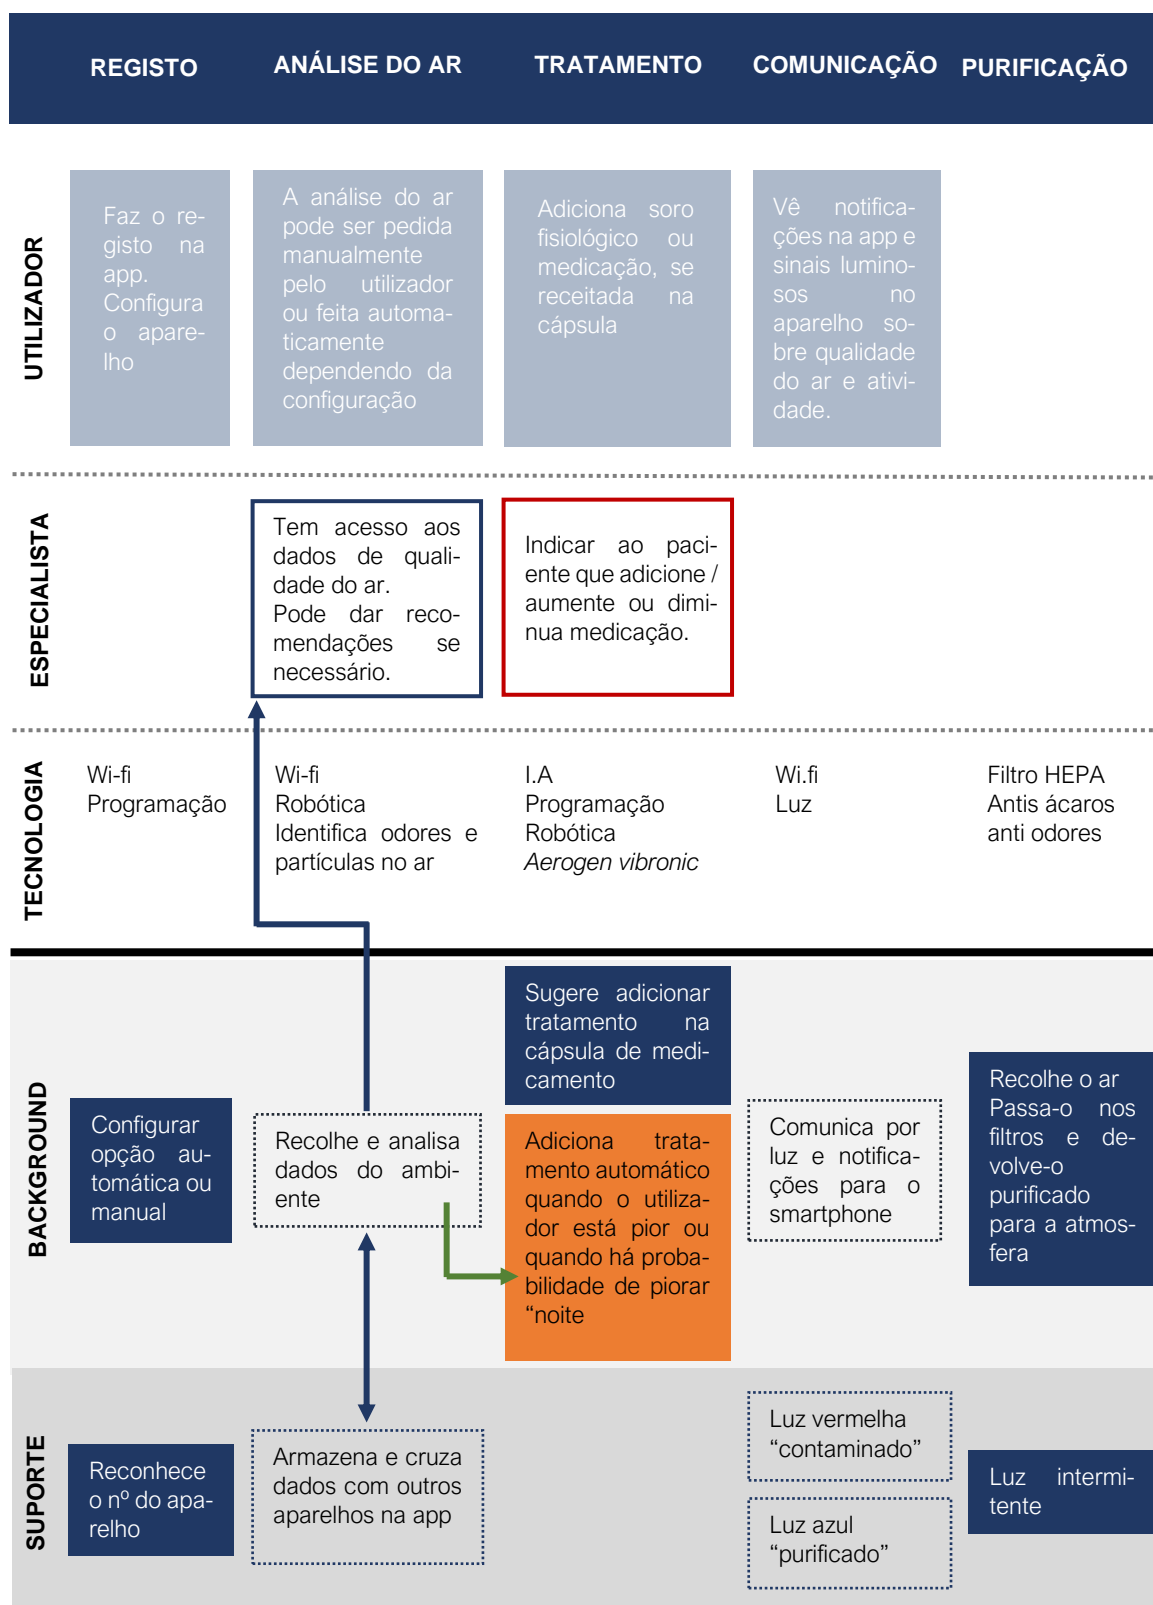 REGISTO
ANÁLISE DO AR
TRATAMENTO
COMUNICAÇÃO
PURIFICAÇÃO
UTILIZADOR
Faz o re-
gisto na
app.
Configura
o apare-
lho
A análise do ar
pode ser pedida
manualmente
pelo utilizador
ou feita automa-
ticamente
dependendo da
configuração
Adiciona soro
fisiológico ou
medicação, se
receitada na
cápsula
Vê notifica-
ções na app e
sinais lumino-
sos no
aparelho so-
bre qualidade
do ar e ativi-
dade.
ESPECIALISTA
Tem acesso aos
dados de quali-
dade do ar.
Pode dar reco-
mendações se
necessário.
Indicar ao paci-
ente que adicione /
aumente ou dimi-
nua medicação.
TECNOLOGIA
Wi-fi
Programação
Wi-fi
Robótica
Identifica odores e
partículas no ar
I.A
Programação
Robótica
Aerogen vibronic
Wi.fi
Luz
Filtro HEPA
Antis ácaros
anti odores
BACKGROUND
Configurar
opção au-
tomática ou
manual
Recolhe e analisa
dados do ambi-
ente
Sugere adicionar
tratamento na
cápsula de medi-
camento
Adiciona trata-
mento automático
quando o utiliza-
dor está pior ou
quando há proba-
bilidade de piorar
“noite
Comunica por
luz e notifica-
ções para o
smartphone
Recolhe o ar
Passa-o nos
filtros e de-
volve-o
purificado
para a atmos-
fera
SUPORTE
Reconhece
o nº do apa-
relho
Armazena e cruza
dados com outros
aparelhos na app
Luz vermelha
“contaminado”
Luz azul
“purificado”
Luz intermi-
tente